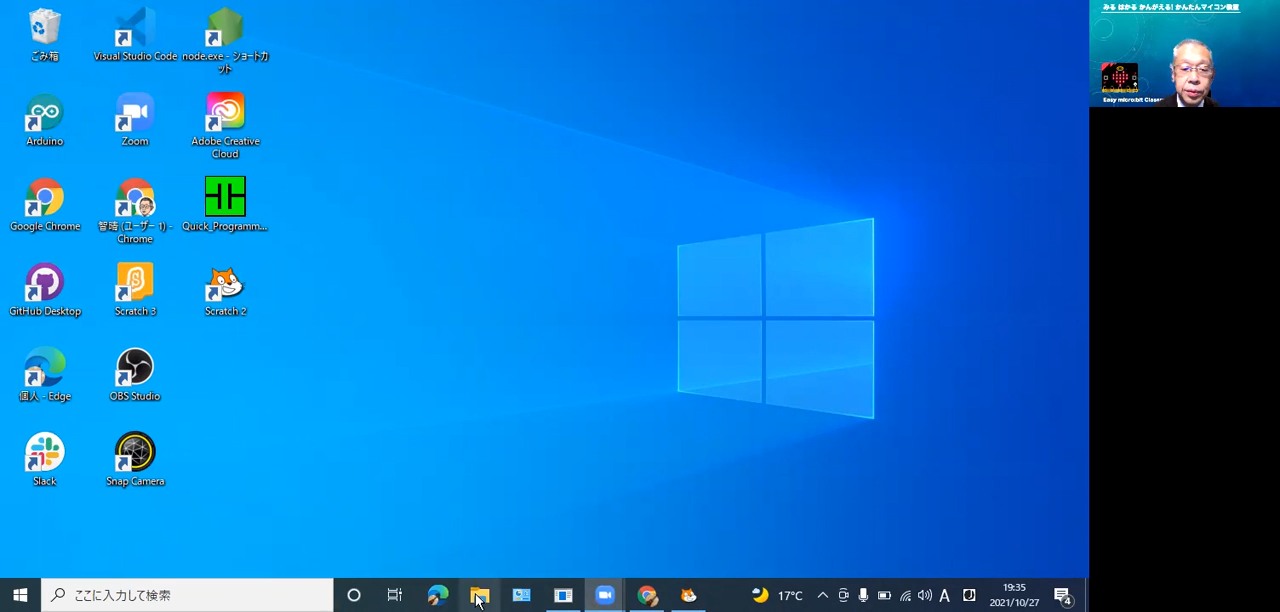 ごみ箱
Visual Studio Code
node.exe - ショートカ
ット
Arduino
Zoom
Adobe Creative
Cloud
Google Chrome
智晴 (ユーザー 1) -
Chrome
Quick_Programm...
GitHub Desktop
Scratch 3
Scratch 2
個人 - Edge
OBS Studio
Slack
Snap Camera
ここに入力して検索
17°C
A
19:35
2021/10/27
4
みる はかる かんがえる! かんたんマイコン教室
Easy micro:bit Classe